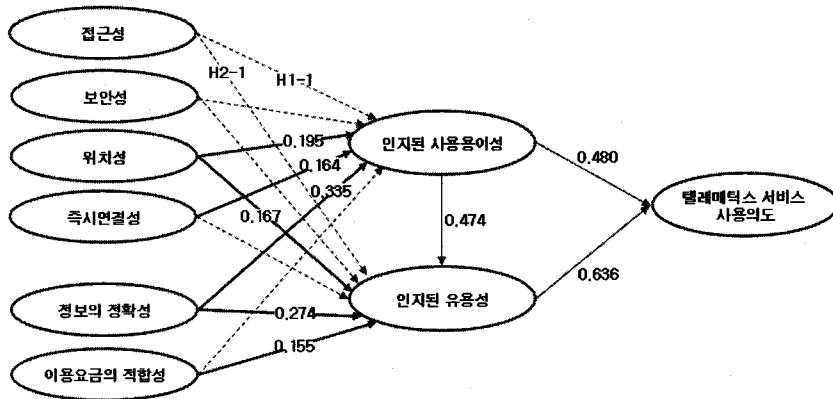 접근성
H2-1
H1-1
보안성
인지된 사용용이성
0.195
위치성
0.164
0.480
0.335
텔레메틱스 서비스
사용의도
즉시연결성
0.167
0.474
0.636
정보의 정확성
인지된 유용성
0.274
0.155
이용요금의 적합성